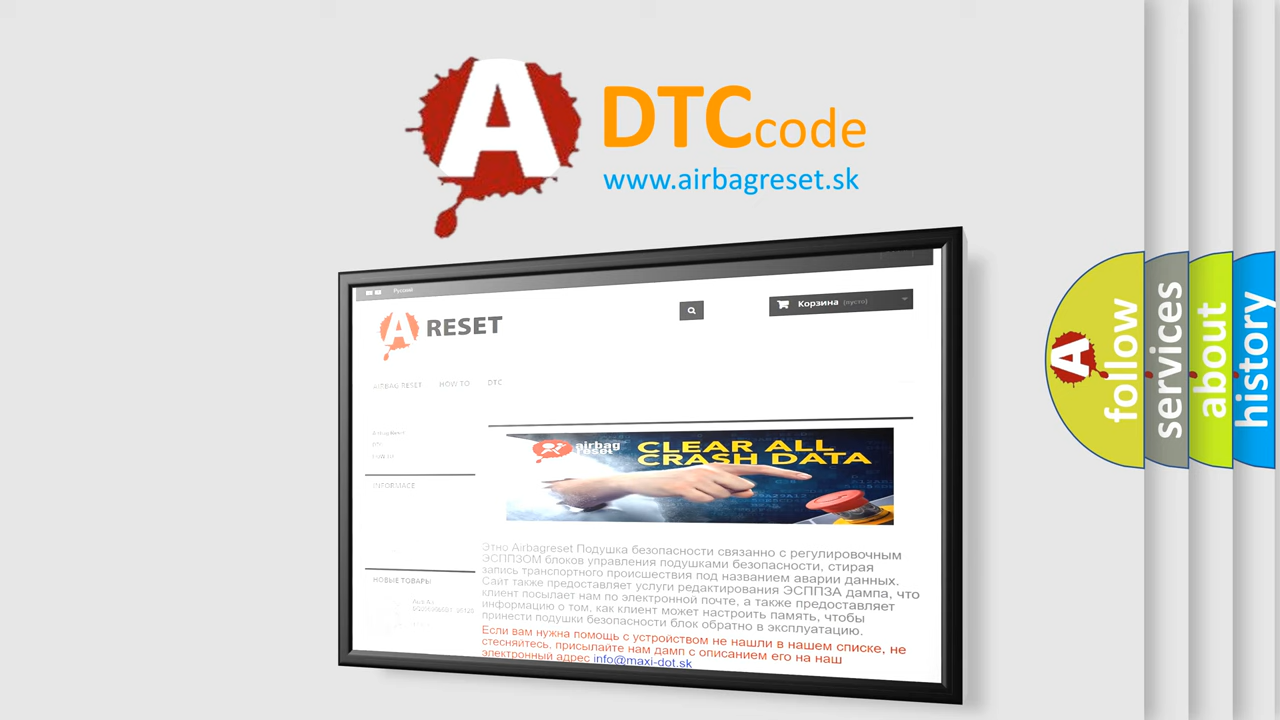 A DTC code
www.airbagreset.sk
Русский
A RESET
Корзина (пусто)
AIRBAG RESET HOW TO DTC
INFORMACE
airbag
reset
CLEAR ALL
CRASH DATA
Этно Airbagreset Подушка безопасности связанно с регулировочным
ЭСППЗОМ блоков управления подушками безопасности, стирая
запись транспортного происшествия под названием аварии данных.
Сайт также предоставляет услуги редактирования ЭСППЗА дампа, что
клиент посылает нам по электронной почте, а также предоставляет
информацию о том, как клиент может настроить память, чтобы
принести подушки безопасности блок обратно в эксплуатацию.
Если вам нужна помощь с устройством не нашли в нашем списке, не
стесняйтесь, присылайте нам дамп с описанием его на наш
электронный адрес info@maxi-dot.sk
НОВЫЕ ТОВАРЫ
A follow
services
about
history